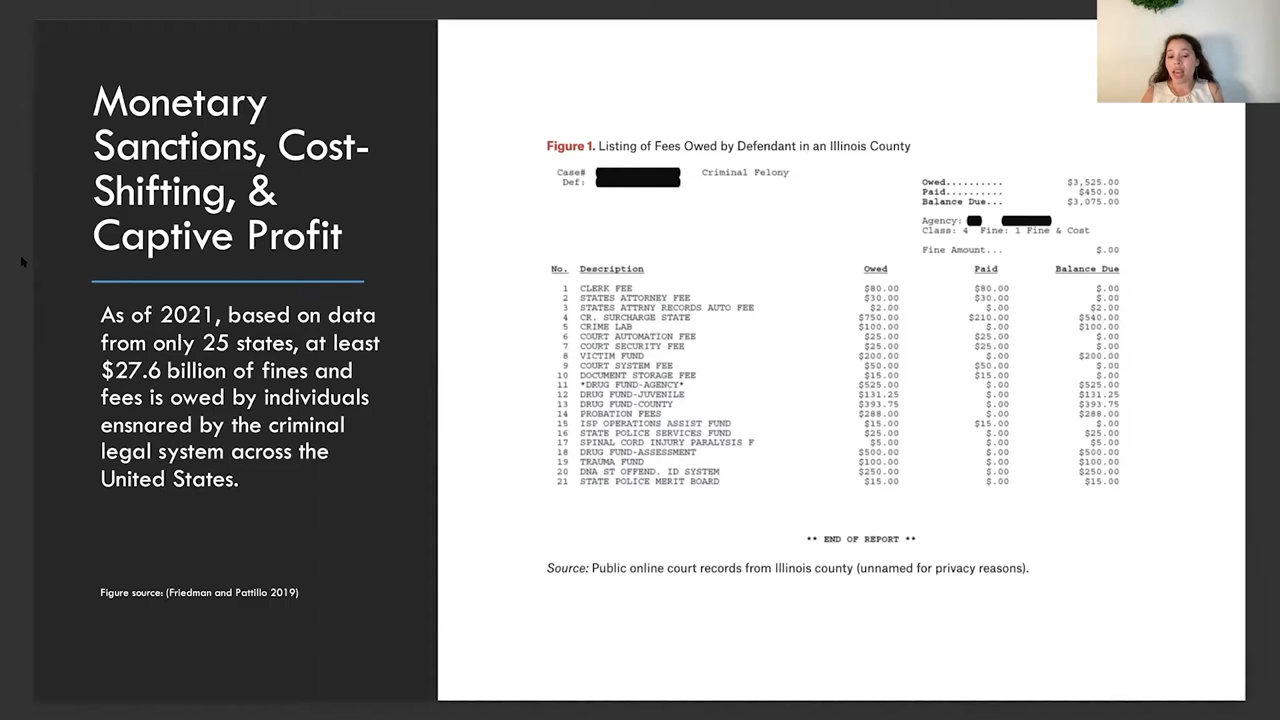 Monetary
Sanctions, Cost-
Shifting, &
Captive Profit
As of 2021, based on data
from only 25 states, at least
$27.6 billion of fines and
fees is owed by individuals
ensnared by the criminal
legal system across the
United States.
Figure source: (Friedman and Pattillo 2019)
Figure 1. Listing of Fees Owed by Defendant in an Illinois County
Case# Criminal Felony
Def:
Owed.......... $3,525.00
Paid.......... $450.00
Balance Due... $3,075.00
Agency:
Class: 4 Fine: 1 Fine & Cost
Fine Amount... $.00
No. Description Owed Paid Balance Due
1 CLERK FEE $80.00 $80.00 $.00
2 STATES ATTORNEY FEE $30.00 $30.00 $.00
3 STATES ATTRNY RECORDS AUTO FEE $2.00 $.00 $2.00
4 CR. SURCHARGE STATE $750.00 $210.00 $540.00
5 CRIME LAB $100.00 $.00 $100.00
6 COURT AUTOMATION FEE $25.00 $25.00 $.00
7 COURT SECURITY FEE $25.00 $25.00 $.00
8 VICTIM FUND $200.00 $.00 $200.00
9 COURT SYSTEM FEE $50.00 $50.00 $.00
10 DOCUMENT STORAGE FEE $15.00 $15.00 $.00
11 *DRUG FUND-AGENCY* $525.00 $.00 $525.00
12 DRUG FUND-JUVENILE $131.25 $.00 $131.25
13 DRUG FUND-COUNTY $393.75 $.00 $393.75
14 PROBATION FEES $288.00 $.00 $288.00
15 ISP OPERATIONS ASSIST FUND $15.00 $15.00 $.00
16 STATE POLICE SERVICES FUND $25.00 $.00 $25.00
17 SPINAL CORD INJURY PARALYSIS F $5.00 $.00 $5.00
18 DRUG FUND-ASSESSMENT $500.00 $.00 $500.00
19 TRAUMA FUND $100.00 $.00 $100.00
20 DNA ST OFFEND. ID SYSTEM $250.00 $.00 $250.00
21 STATE POLICE MERIT BOARD $15.00 $.00 $15.00
** END OF REPORT **
Source: Public online court records from Illinois county (unnamed for privacy reasons).